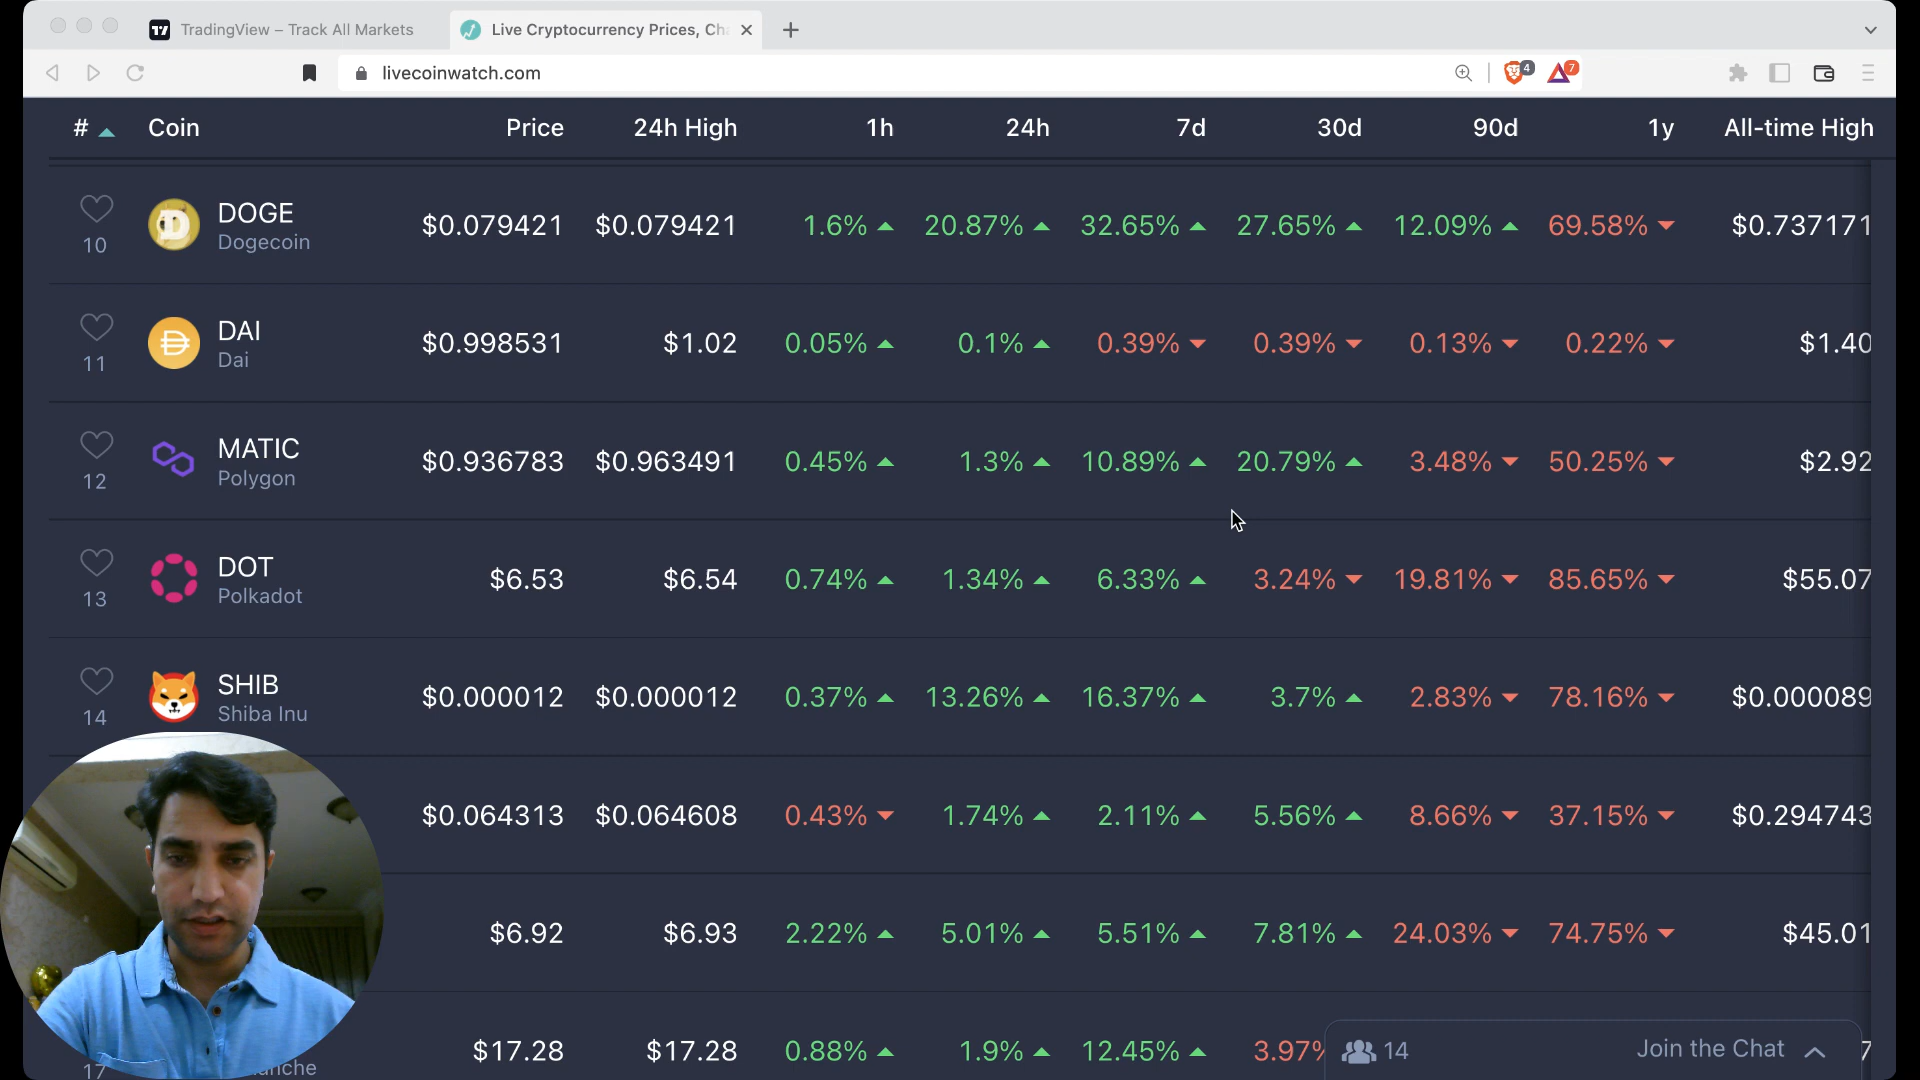 TradingView – Track All Markets
Live Cryptocurrency Prices, Cha
livecoinwatch.com
4
7
# Coin Price 24h High 1h 24h 7d 30d 90d 1y All-time High
DOGE
10 Dogecoin $0.079421 $0.079421 1.6% 20.87% 32.65% 27.65% 12.09% 69.58% $0.737171
DAI
11 Dai $0.998531 $1.02 0.05% 0.1% 0.39% 0.39% 0.13% 0.22% $1.40
MATIC
12 Polygon $0.936783 $0.963491 0.45% 1.3% 10.89% 20.79% 3.48% 50.25% $2.92
DOT
13 Polkadot $6.53 $6.54 0.74% 1.34% 6.33% 3.24% 19.81% 85.65% $55.07
SHIB
14 Shiba Inu $0.000012 $0.000012 0.37% 13.26% 16.37% 3.7% 2.83% 78.16% $0.000089
$0.064313 $0.064608 0.43% 1.74% 2.11% 5.56% 8.66% 37.15% $0.294743
$6.92 $6.93 2.22% 5.01% 5.51% 7.81% 24.03% 74.75% $45.01
17 $17.28 $17.28 0.88% 1.9% 12.45% 3.97%
14 Join the Chat